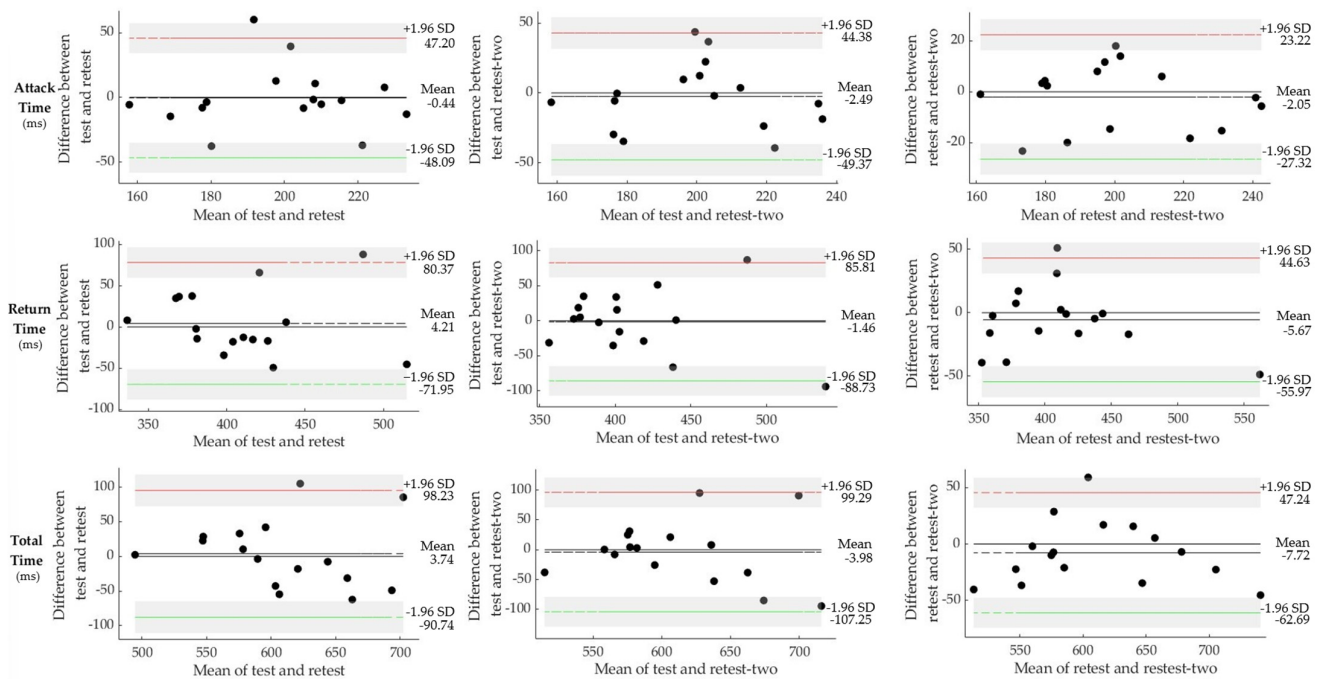 Attack
Time
(ms)
Difference between
test and retest
50
0
-50
+1.96 SD
47.20
Mean
-0.44
-1.96 SD
-48.09
160
180
200
220
Mean of test and retest
Difference between
test and retest-two
50
0
-50
+1.96 SD
44.38
Mean
-2.49
-1.96 SD
-49.37
160
180
200
220
240
Mean of test and retest-two
Difference between
retest and retest-two
20
0
-20
+1.96 SD
23.22
Mean
-2.05
-1.96 SD
-27.32
160
180
200
220
240
Mean of retest and restest-two
Return
Time
(ms)
Difference between
test and retest
100
50
0
-50
-100
+1.96 SD
80.37
Mean
4.21
-1.96 SD
-71.95
350
400
450
500
Mean of test and retest
Difference between
test and retest-two
100
50
0
-50
-100
+1.96 SD
85.81
Mean
-1.46
-1.96 SD
-88.73
350
400
450
500
Mean of test and retest-two
Difference between
retest and retest-two
50
0
-50
+1.96 SD
44.63
Mean
-5.67
-1.96 SD
-55.97
350
400
450
500
550
Mean of retest and restest-two
Total
Time
(ms)
Difference between
test and retest
100
50
0
-50
-100
+1.96 SD
98.23
Mean
3.74
-1.96 SD
-90.74
500
550
600
650
700
Mean of test and retest
Difference between
test and retest-two
100
50
0
-50
-100
+1.96 SD
99.29
Mean
-3.98
-1.96 SD
-107.25
550
600
650
700
Mean of test and retest-two
Difference between
retest and retest-two
50
0
-50
+1.96 SD
47.24
Mean
-7.72
-1.96 SD
-62.69
550
600
650
700
Mean of retest and restest-two